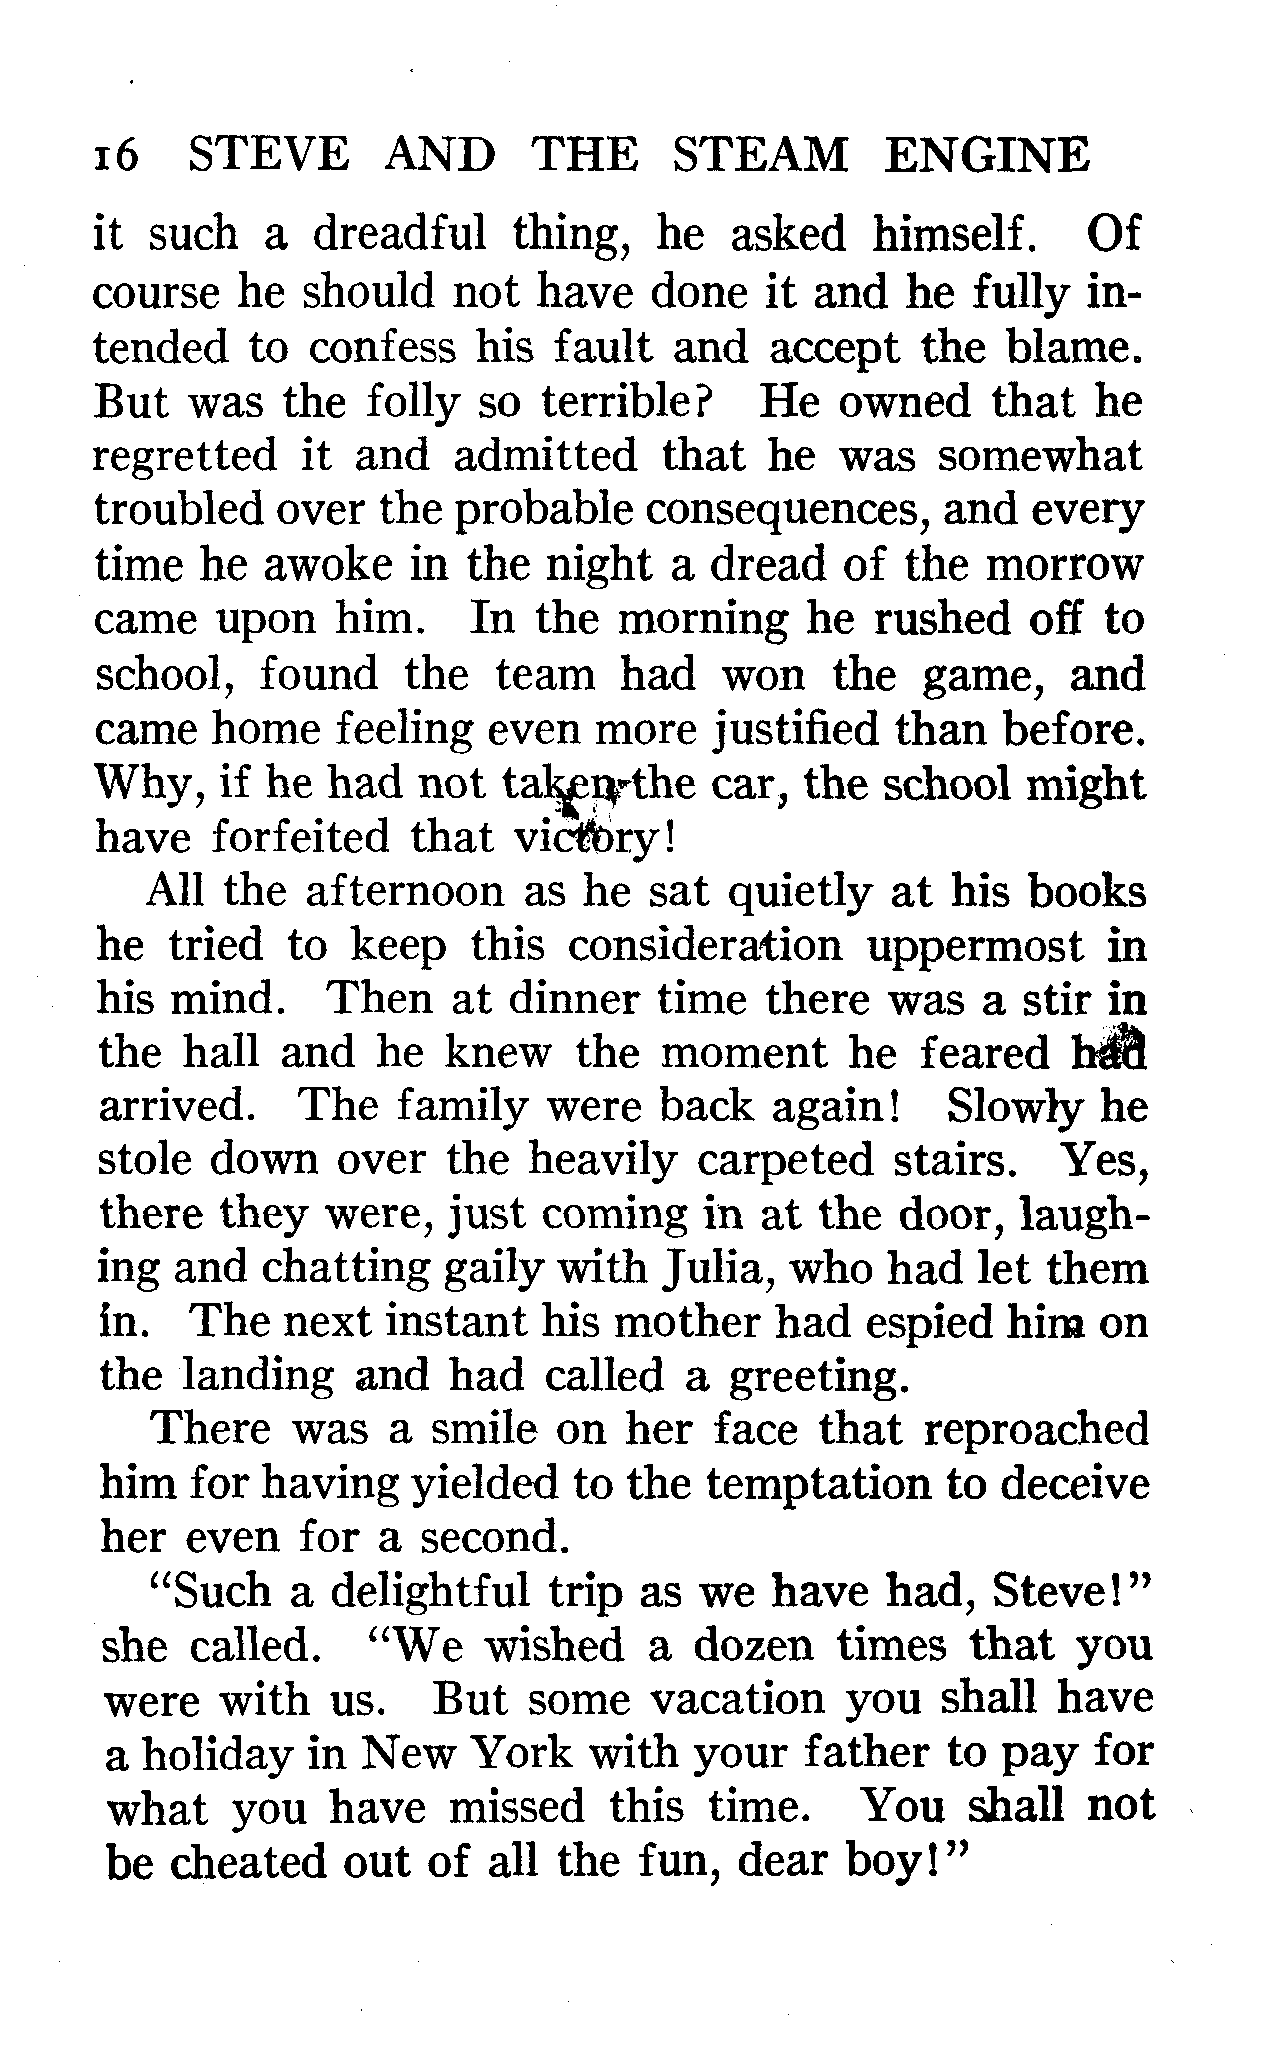 16 STEVE AND THE STEAM ENGINE
it such a dreadful thing, he asked himself. Of
course he should not have done it and he fully in-
tended to confess his fault and accept the blame.
But was the folly so terrible? He owned that he
regretted it and admitted that he was somewhat
troubled over the probable consequences, and every
time he awoke in the night a dread of the morrow
came upon him. In the morning he rushed off to
school, found the team had won the game, and
came home feeling even more justified than before.
Why, if he had not taken the car, the school might
have forfeited that victory!
All the afternoon as he sat quietly at his books
he tried to keep this consideration uppermost in
his mind. Then at dinner time there was a stir in
the hall and he knew the moment he feared had
arrived. The family were back again! Slowly he
stole down over the heavily carpeted stairs. Yes,
there they were, just coming in at the door, laugh-
ing and chatting gaily with Julia, who had let them
in. The next instant his mother had espied him on
the landing and had called a greeting.
There was a smile on her face that reproached
him for having yielded to the temptation to deceive
her even for a second.
"Such a delightful trip as we have had, Steve!"
she called. "We wished a dozen times that you
were with us. But some vacation you shall have
a holiday in New York with your father to pay for
what you have missed this time. You shall not
be cheated out of all the fun, dear boy!"